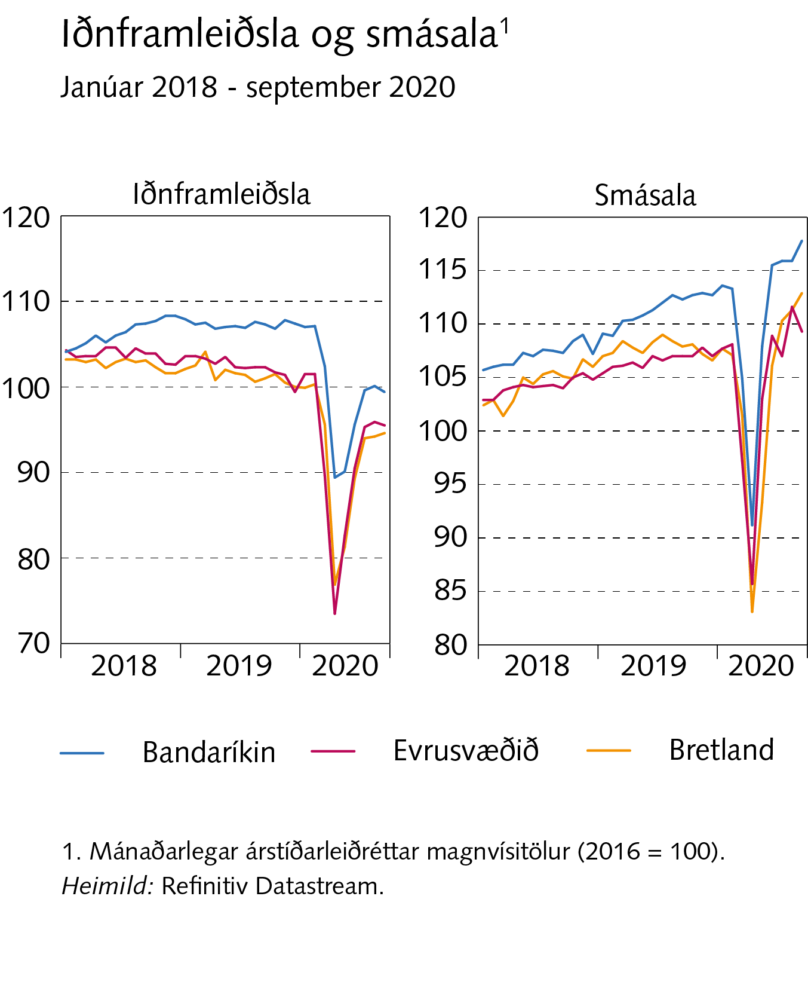 Iðnframleiðsla og smásala¹
Janúar 2018 - september 2020
Iðnframleiðsla
120
110
100
90
80
70
2018 2019 2020
Smásala
120
115
110
105
100
95
90
85
80
2018 2019 2020
Bandaríkin Evrusvæðið Bretland
1. Mánaðarlegar árstíðarleiðréttar magnvísitölur (2016 = 100).
Heimild: Refinitiv Datastream.